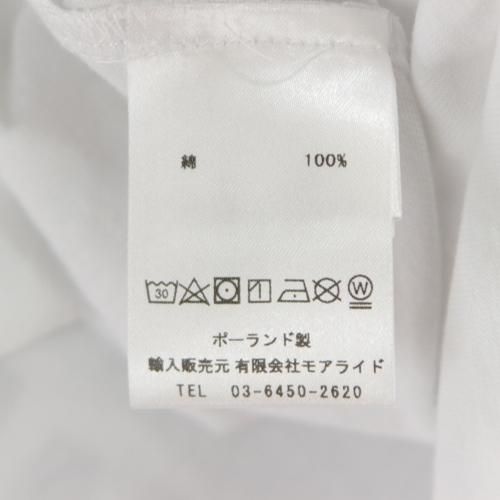 綿 100%
30 W
ポーランド製
輸入販売元 有限会社モアライド
TEL 03-6450-2620